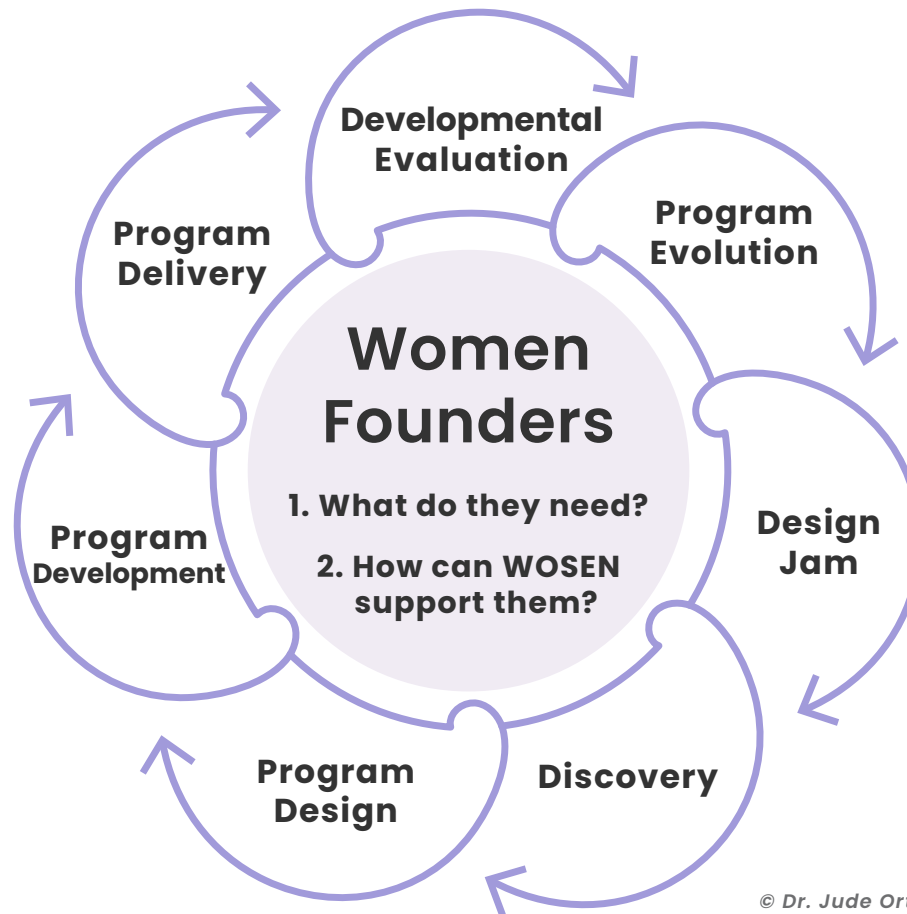 Developmental
Evaluation
Program
Evolution
Design
Jam
Discovery
Program
Design
Program
Development
Program
Delivery
Women
Founders
1. What do they need?
2. How can WOSEN
support them?
© Dr. Jude